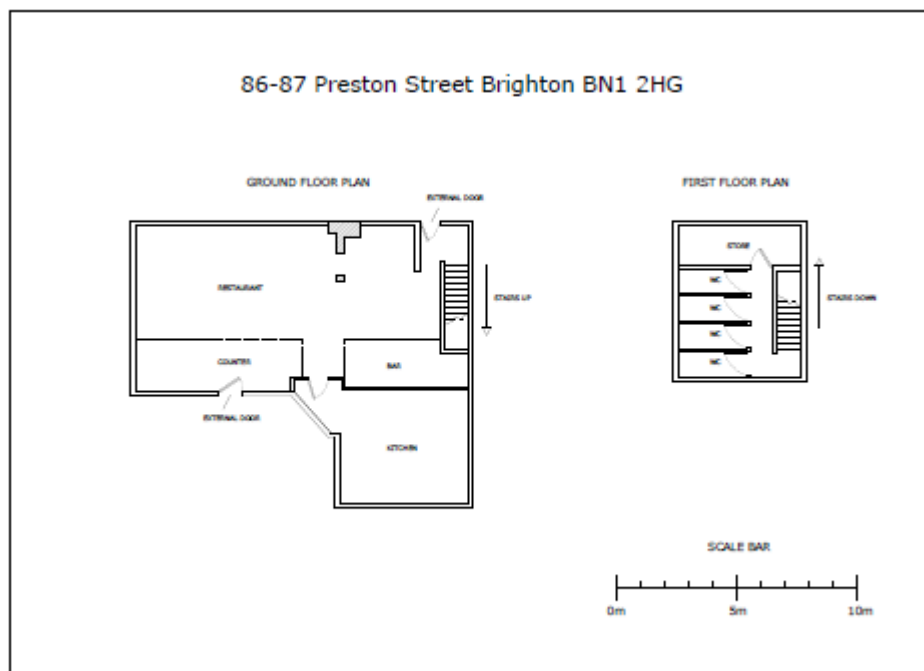 86-87 Preston Street Brighton BN1 2HG
GROUND FLOOR PLAN
FIRST FLOOR PLAN
EXTERNAL DOOR
STORE
RESTAURANT
WC
STAIRS UP
STAIRS DOWN
WC
WC
COUNTER
BAR
WC
EXTERNAL DOOR
KITCHEN
SCALE BAR
0m 5m 10m